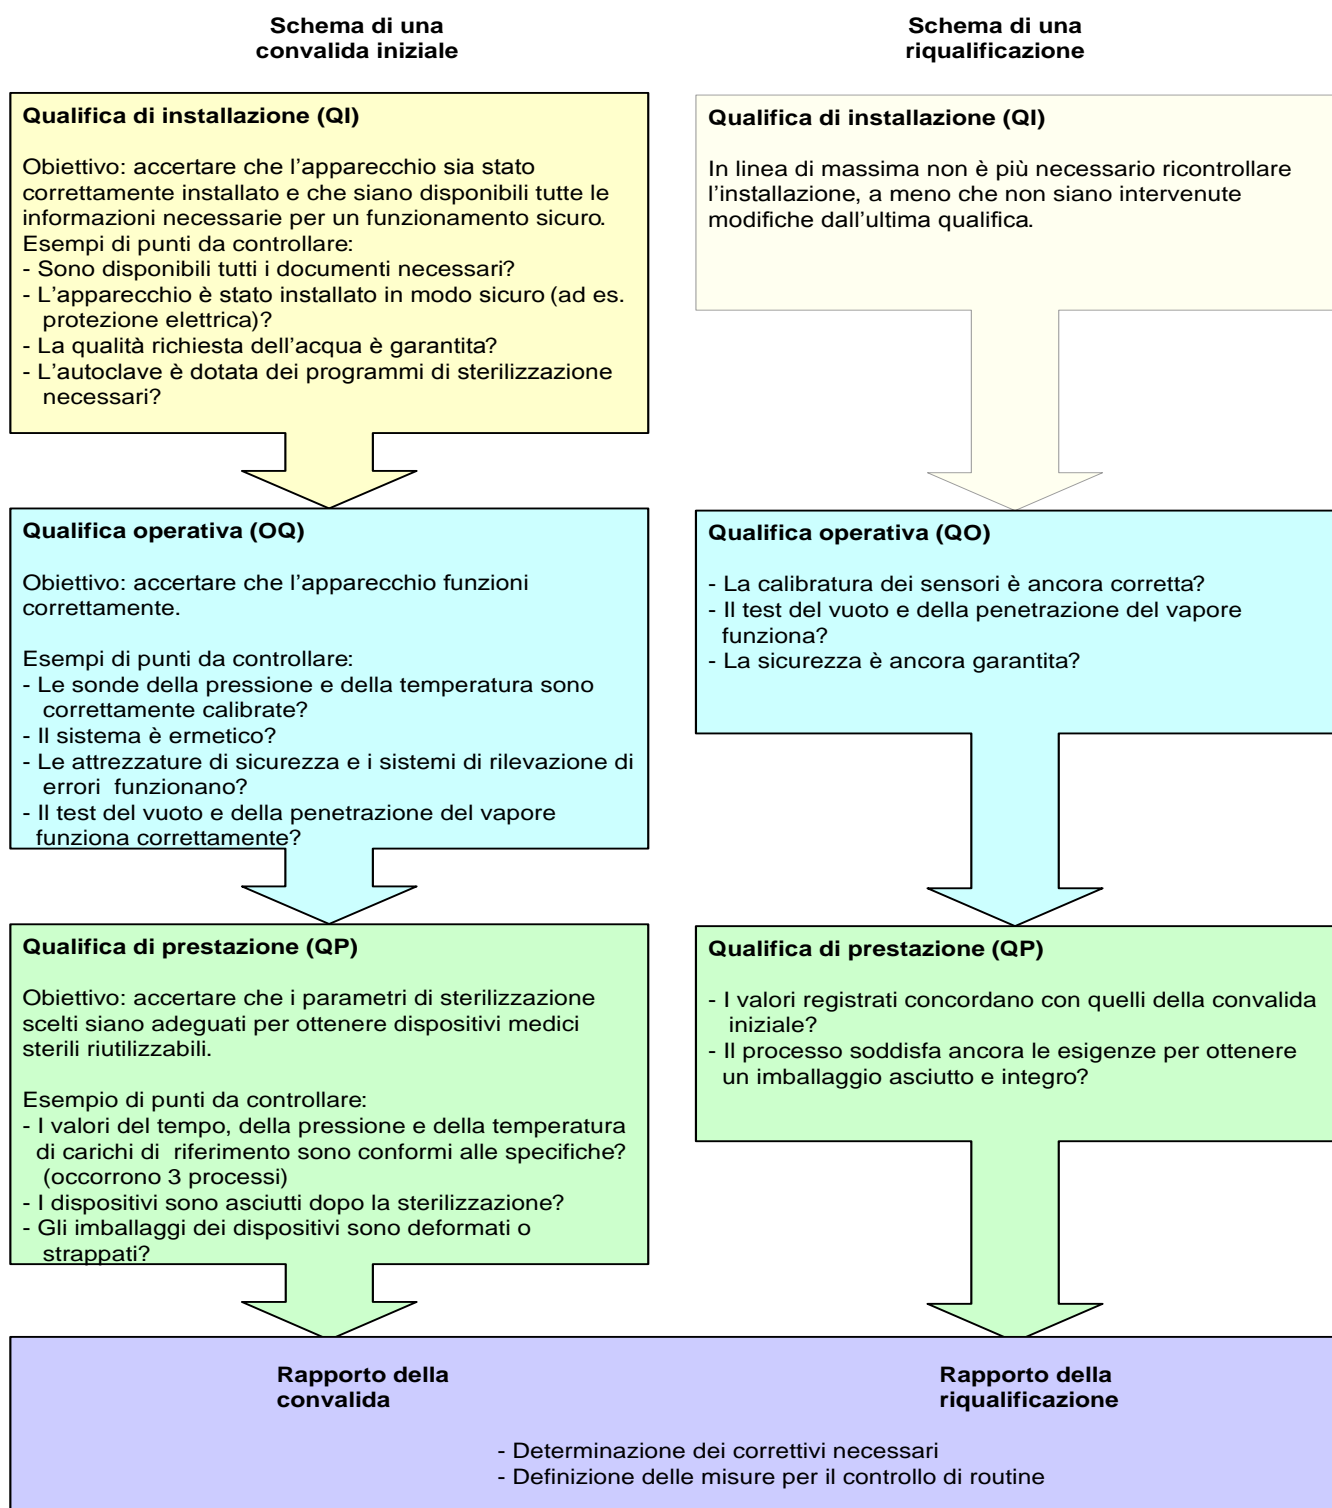 Schema di una
convalida iniziale
Schema di una
riqualificazione
Qualifica di installazione (QI)
Obiettivo: accertare che l'apparecchio sia stato
correttamente installato e che siano disponibili tutte le
informazioni necessarie per un funzionamento sicuro.
Esempi di punti da controllare:
- Sono disponibili tutti i documenti necessari?
- L'apparecchio è stato installato in modo sicuro (ad es.
protezione elettrica)?
- La qualità richiesta dell'acqua è garantita?
- L'autoclave è dotata dei programmi di sterilizzazione
necessari?
Qualifica di installazione (QI)
In linea di massima non è più necessario ricontrollare
l'installazione, a meno che non siano intervenute
modifiche dall'ultima qualifica.
Qualifica operativa (OQ)
Obiettivo: accertare che l'apparecchio funzioni
correttamente.
Esempi di punti da controllare:
- Le sonde della pressione e della temperatura sono
correttamente calibrate?
- Il sistema è ermetico?
- Le attrezzature di sicurezza e i sistemi di rilevazione di
errori funzionano?
- Il test del vuoto e della penetrazione del vapore
funziona correttamente?
Qualifica operativa (QO)
- La calibratura dei sensori è ancora corretta?
- Il test del vuoto e della penetrazione del vapore
funziona?
- La sicurezza è ancora garantita?
Qualifica di prestazione (QP)
Obiettivo: accertare che i parametri di sterilizzazione
scelti siano adeguati per ottenere dispositivi medici
sterili riutilizzabili.
Esempio di punti da controllare:
- I valori del tempo, della pressione e della temperatura
di carichi di riferimento sono conformi alle specifiche?
(occorrono 3 processi)
- I dispositivi sono asciutti dopo la sterilizzazione?
- Gli imballaggi dei dispositivi sono deformati o
strappati?
Qualifica di prestazione (QP)
- I valori registrati concordano con quelli della convalida
iniziale?
- Il processo soddisfa ancora le esigenze per ottenere
un imballaggio asciutto e integro?
Rapporto della
convalida
Rapporto della
riqualificazione
- Determinazione dei correttivi necessari
- Definizione delle misure per il controllo di routine